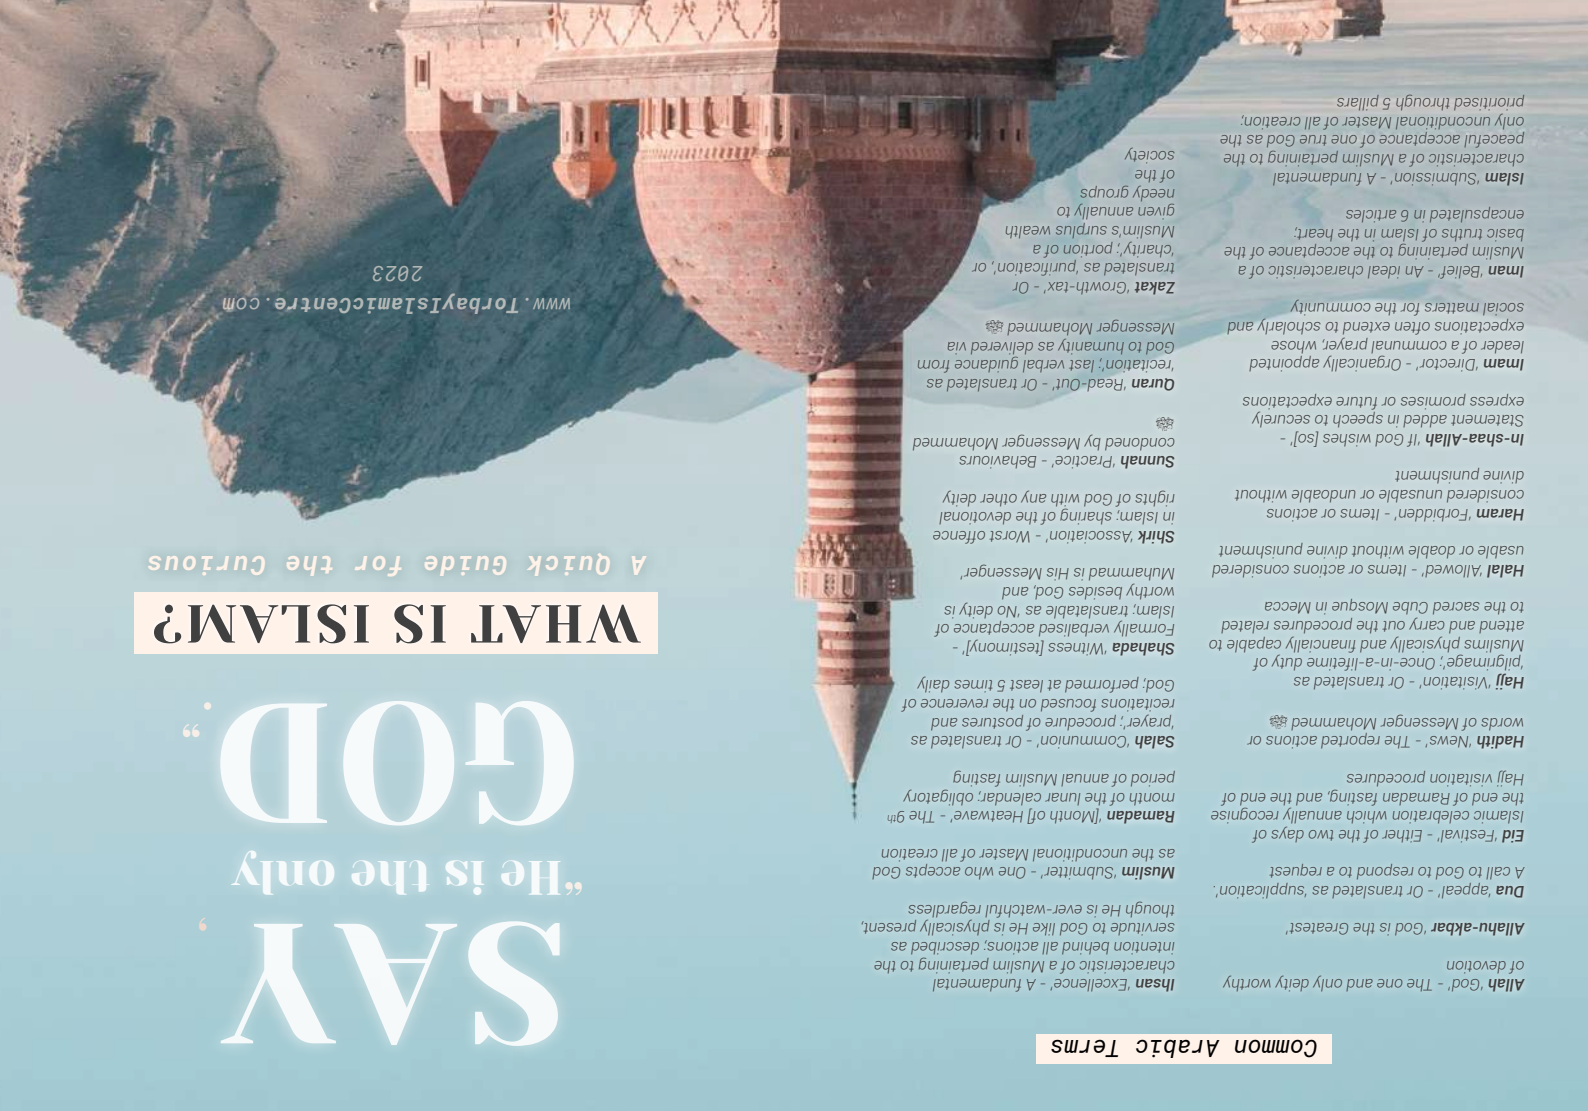 Common Arabic Terms
Allah ‘God’ - The one and only deity worthy
of devotion
Allahu-akbar ‘God is the Greatest’
Dua ‘appeal’ - Or translated as ‘supplication’.
A call to God to respond to a request
Eid ‘Festival’ - Either of the two days of
Islamic celebration which annually recognise
the end of Ramadan fasting, and the end of
Hajj visitation procedures
Hadith ‘News’ - The reported actions or
words of Messenger Mohammed ﷺ
Hajj ‘Visitation’ - Or translated as
‘pilgrimage’; Once-in-a-lifetime duty of
Muslims physically and financially capable to
attend and carry out the procedures related
to the sacred Cube Mosque in Mecca
Halal ‘Allowed’ - Items or actions considered
usable or doable without divine punishment
Haram ‘Forbidden’ - Items or actions
considered unusable or undoable without
divine punishment
In-shaa-Allah ‘If God wishes [so]’ -
Statement added in speech to securely
express promises or future expectations
Imam ‘Director’ - Organically appointed
leader of a communal prayer, whose
expectations often extend to scholarly and
social matters for the community
Iman ‘Belief’ - An ideal characteristic of a
Muslim pertaining to the acceptance of the
basic truths of Islam in the heart;
encapsulated in 6 articles
Islam ‘Submission’ - A fundamental
characteristic of a Muslim pertaining to the
peaceful acceptance of one true God as the
only unconditional Master of all creation;
prioritised through 5 pillars
Ihsan ‘Excellence’ - A fundamental
characteristic of a Muslim pertaining to the
intention behind all actions; described as
servitude to God like He is physically present,
though He is ever-watchful regardless
Muslim ‘Submitter’ - One who accepts God
as the unconditional Master of all creation
Ramadan ‘[Month of] Heatwave’ - The 9th
month of the lunar calendar; obligatory
period of annual Muslim fasting
Salah ‘Communion’ - Or translated as
‘prayer’; procedure of postures and
recitations focused on the reverence of
God; performed at least 5 times daily
Shahada ‘Witness [testimony]’ -
Formally verbalised acceptance of
Islam; translatable as ‘No deity is
worthy besides God, and
Muhammad is His Messenger’
Shirk ‘Association’ - Worst offence
in Islam; sharing of the devotional
rights of God with any other deity
Sunnah ‘Practice’ - Behaviours
condoned by Messenger Mohammed
ﷺ
Quran ‘Read-Out’ - Or translated as
‘recitation’; last verbal guidance from
God to humanity as delivered via
Messenger Mohammed ﷺ
Zakat ‘Growth-tax’ - Or
translated as ‘purification’, or
‘charity’; portion of a
Muslim’s surplus wealth
given annually to
needy groups
of the
society
SAY,
“He is the only
GOD.”
WHAT IS ISLAM?
A Quick Guide for the Curious
www.TorbayIslamicCentre.com
2023